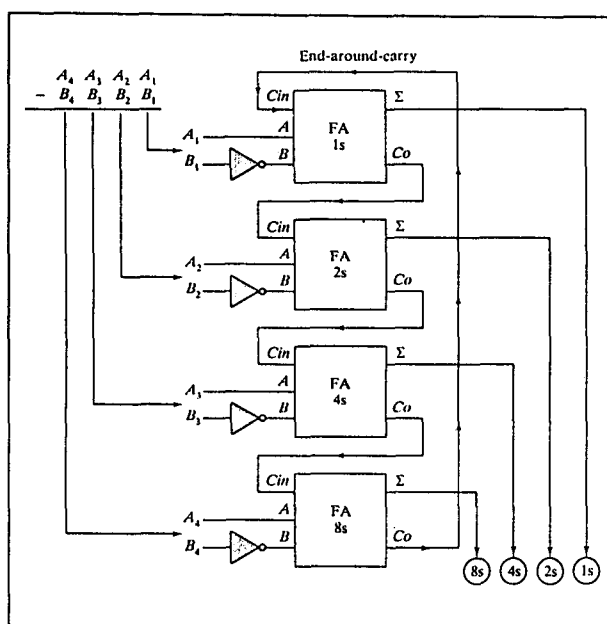 End-around-carry
A₄ A₃ A₂ A₁
− B₄ B₃ B₂ B₁
Cin Σ
A₁ A FA
B₁ B 1s Co
Cin Σ
A₂ A FA
B₂ B 2s Co
Cin Σ
A₃ A FA
B₃ B 4s Co
Cin Σ
A₄ A FA
B₄ B 8s Co
8s 4s 2s 1s